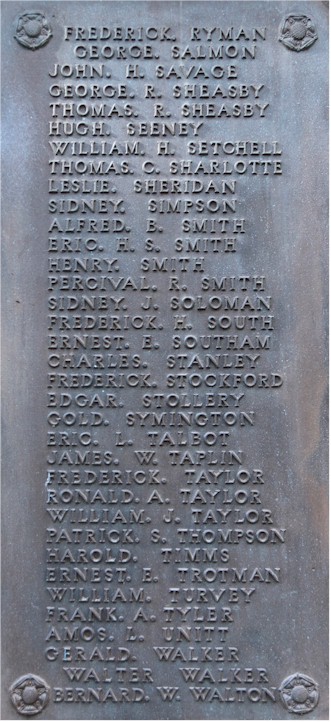 FREDERICK. RYMAN
GEORGE. SALMON
JOHN. H. SAVAGE
GEORGE. R. SHEASBY
THOMAS. R. SHEASBY
HUGH. SEENEY
WILLIAM. H. SETCHELL
THOMAS. C. SHARLOTTE
LESLIE. SHERIDAN
SIDNEY. SIMPSON
ALFRED. B. SMITH
ERIC. H. S. SMITH
HENRY. SMITH
PERCIVAL. R. SMITH
SIDNEY. J. SOLOMAN
FREDERICK. H. SOUTH
ERNEST. E. SOUTHAM
CHARLES. STANLEY
FREDERICK. STOCKFORD
EDGAR. STOLLERY
GOLD. SYMINGTON
ERIC. L. TALBOT
JAMES. W. TAPLIN
FREDERICK. TAYLOR
RONALD. A. TAYLOR
WILLIAM. J. TAYLOR
PATRICK. S. THOMPSON
HAROLD. TIMMS
ERNEST. E. TROTMAN
WILLIAM. TURVEY
FRANK. A. TYLER
AMOS. L. UNITT
GERALD. WALKER
WALTER WALKER
BERNARD. W. WALTON